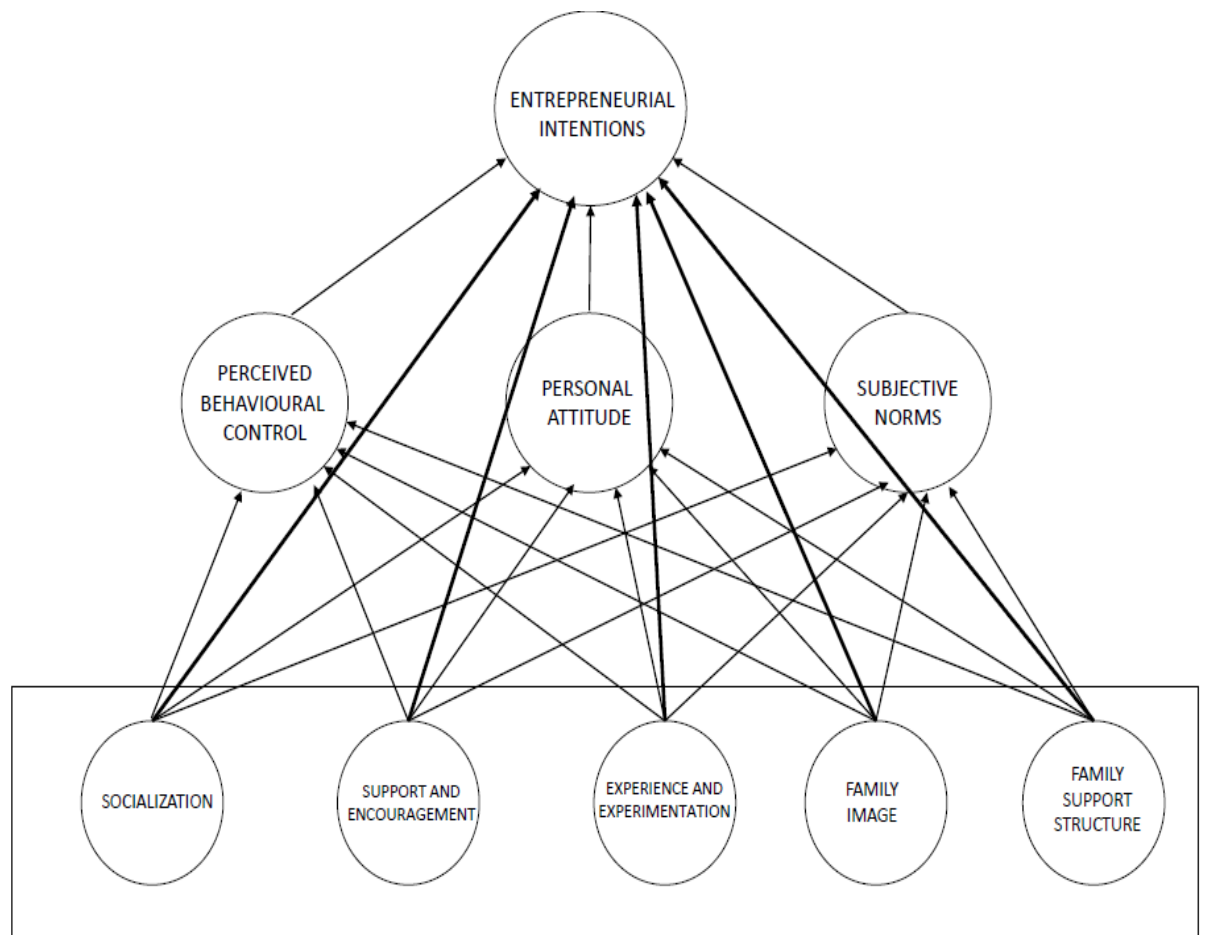 ENTREPRENEURIAL
INTENTIONS
PERCEIVED
BEHAVIOURAL
CONTROL
PERSONAL
ATTITUDE
SUBJECTIVE
NORMS
SOCIALIZATION
SUPPORT AND
ENCOURAGEMENT
EXPERIENCE AND
EXPERIMENTATION
FAMILY
IMAGE
FAMILY
SUPPORT
STRUCTURE